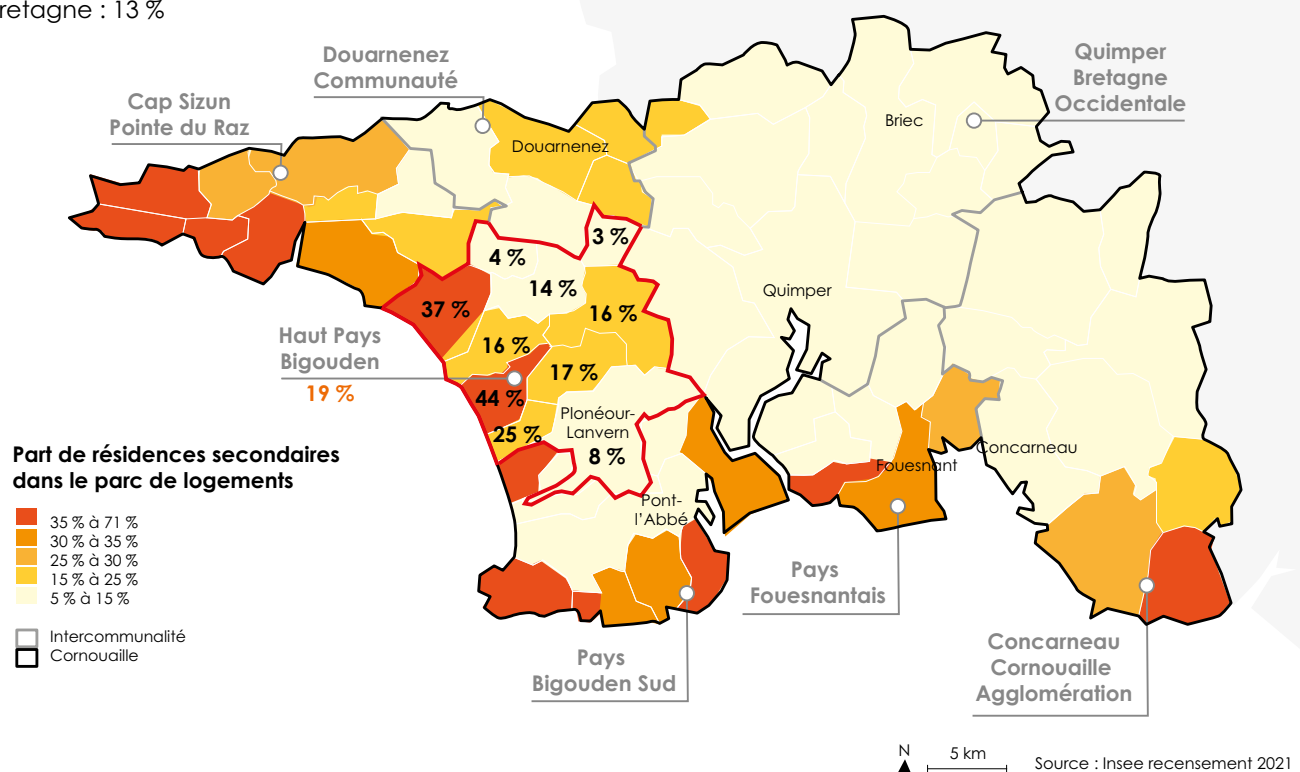 retagne : 13 %
Douarnenez
Communauté
Cap Sizun
Pointe du Raz
Quimper
Bretagne
Occidentale
Briec
Douarnenez
3 %
4 %
14 %
37 %
16 %
Quimper
Haut Pays
Bigouden
19 %
16 %
17 %
44 %
25 %
Plonéour-
Lanvern
8 %
Concarneau
Fouesnant
Pont-
l'Abbé
Part de résidences secondaires
dans le parc de logements
35 % à 71 %
30 % à 35 %
25 % à 30 %
15 % à 25 %
5 % à 15 %
Intercommunalité
Cornouaille
Pays
Fouesnantais
Pays
Bigouden Sud
Concarneau
Cornouaille
Agglomération
N
5 km
Source : Insee recensement 2021